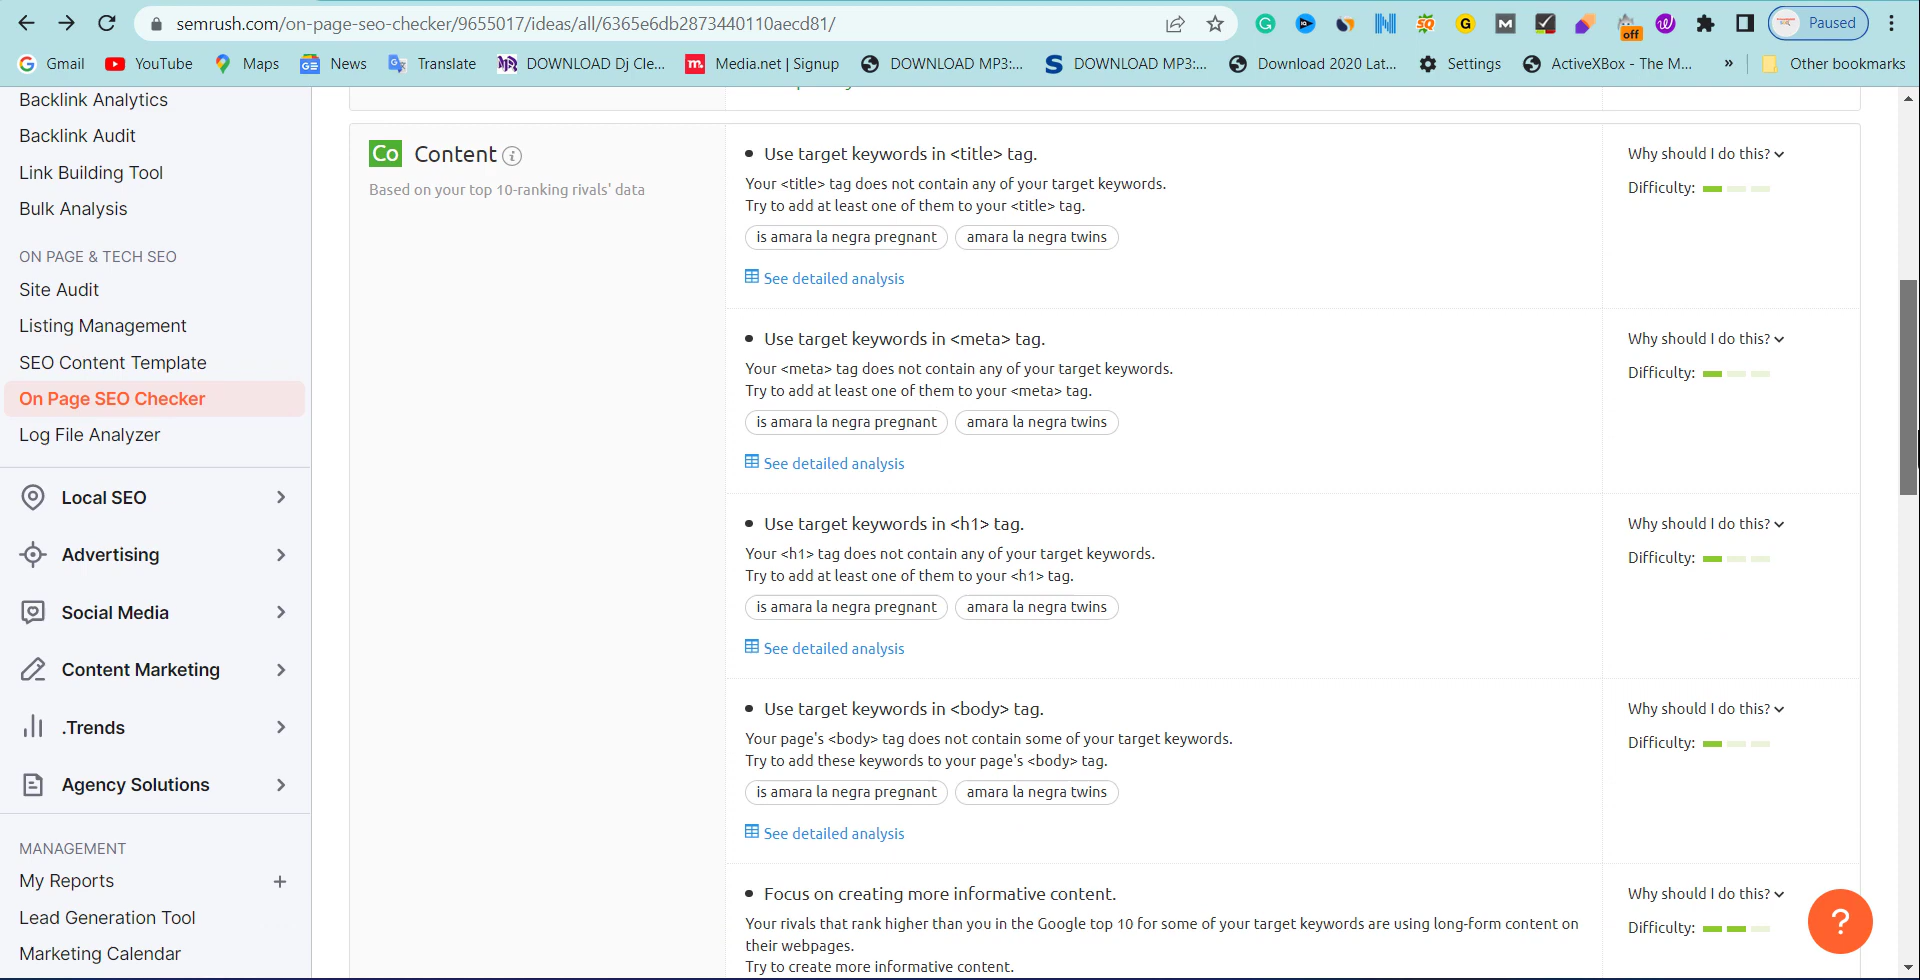 semrush.com/on-page-seo-checker/9655017/ideas/all/6365e6db2873440110aecd81/
off
Paused
Gmail
YouTube
Maps
News
Translate
DOWNLOAD Dj Cle...
Media.net | Signup
DOWNLOAD MP3:...
DOWNLOAD MP3:...
Download 2020 Lat...
Settings
ActiveXBox - The M...
»
Other bookmarks
Backlink Analytics
Backlink Audit
Link Building Tool
Bulk Analysis
ON PAGE & TECH SEO
Site Audit
Listing Management
SEO Content Template
On Page SEO Checker
Log File Analyzer
Local SEO
Advertising
Social Media
Content Marketing
.Trends
Agency Solutions
MANAGEMENT
My Reports +
Lead Generation Tool
Marketing Calendar
Co Content i
Based on your top 10-ranking rivals' data
• Use target keywords in <title> tag.
Your <title> tag does not contain any of your target keywords.
Try to add at least one of them to your <title> tag.
is amara la negra pregnant amara la negra twins
See detailed analysis
Why should I do this?
Difficulty:
• Use target keywords in <meta> tag.
Your <meta> tag does not contain any of your target keywords.
Try to add at least one of them to your <meta> tag.
is amara la negra pregnant amara la negra twins
See detailed analysis
Why should I do this?
Difficulty:
• Use target keywords in <h1> tag.
Your <h1> tag does not contain any of your target keywords.
Try to add at least one of them to your <h1> tag.
is amara la negra pregnant amara la negra twins
See detailed analysis
Why should I do this?
Difficulty:
• Use target keywords in <body> tag.
Your page's <body> tag does not contain some of your target keywords.
Try to add these keywords to your page's <body> tag.
is amara la negra pregnant amara la negra twins
See detailed analysis
Why should I do this?
Difficulty:
• Focus on creating more informative content.
Your rivals that rank higher than you in the Google top 10 for some of your target keywords are using long-form content on
their webpages.
Try to create more informative content.
Why should I do this?
Difficulty:
?